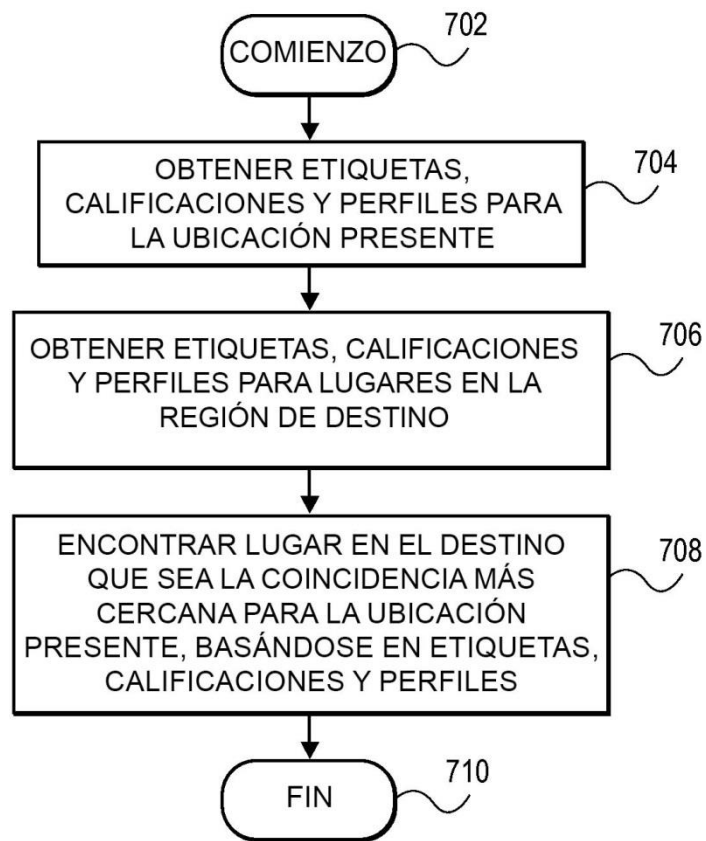 COMIENZO
702
OBTENER ETIQUETAS,
CALIFICACIONES Y PERFILES PARA
LA UBICACIÓN PRESENTE
704
OBTENER ETIQUETAS, CALIFICACIONES
Y PERFILES PARA LUGARES EN LA
REGIÓN DE DESTINO
706
ENCONTRAR LUGAR EN EL DESTINO
QUE SEA LA COINCIDENCIA MÁS
CERCANA PARA LA UBICACIÓN
PRESENTE, BASÁNDOSE EN ETIQUETAS,
CALIFICACIONES Y PERFILES
708
FIN
710